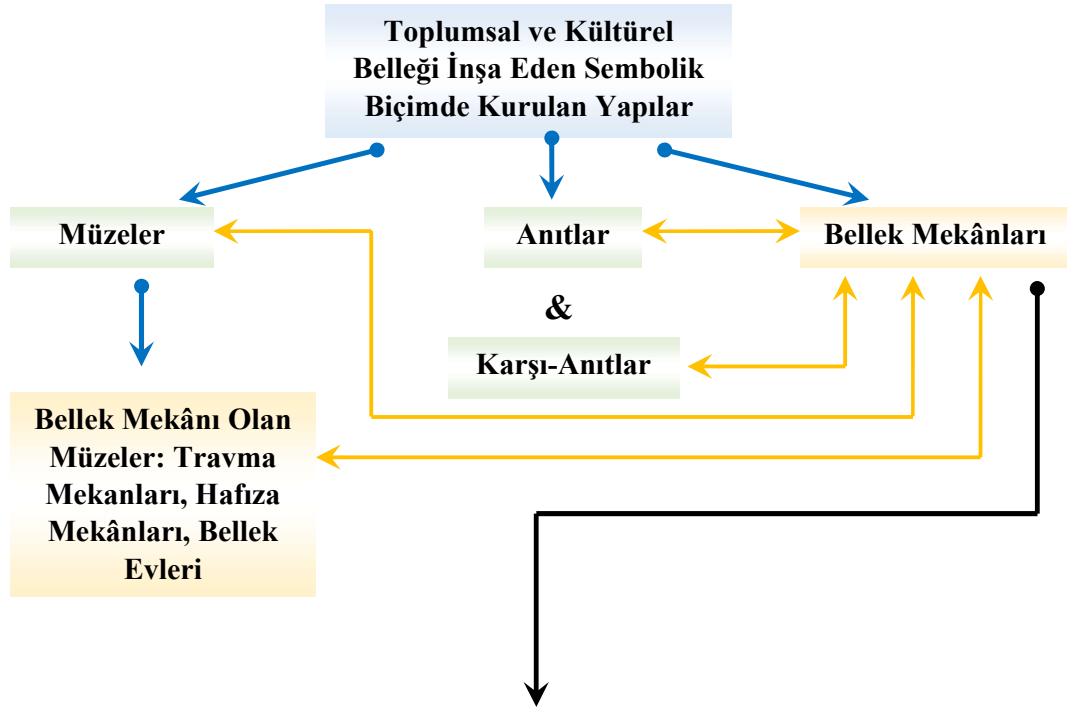 Toplumsal ve Kültürel
Belleği İnşa Eden Sembolik
Biçimde Kurulan Yapılar
Müzeler
Anıtlar
Bellek Mekânları
&
Karşı-Anıtlar
Bellek Mekânı Olan
Müzeler: Travma
Mekanları, Hafıza
Mekânları, Bellek
Evleri